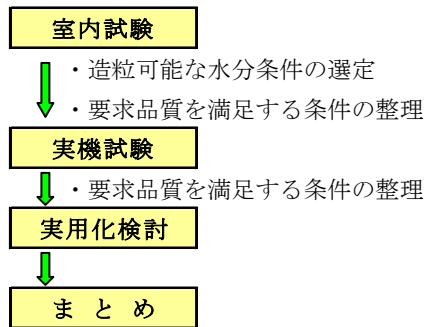 室内試験
・造粒可能な水分条件の選定
・要求品質を満足する条件の整理
実機試験
・要求品質を満足する条件の整理
実用化検討
まとめ